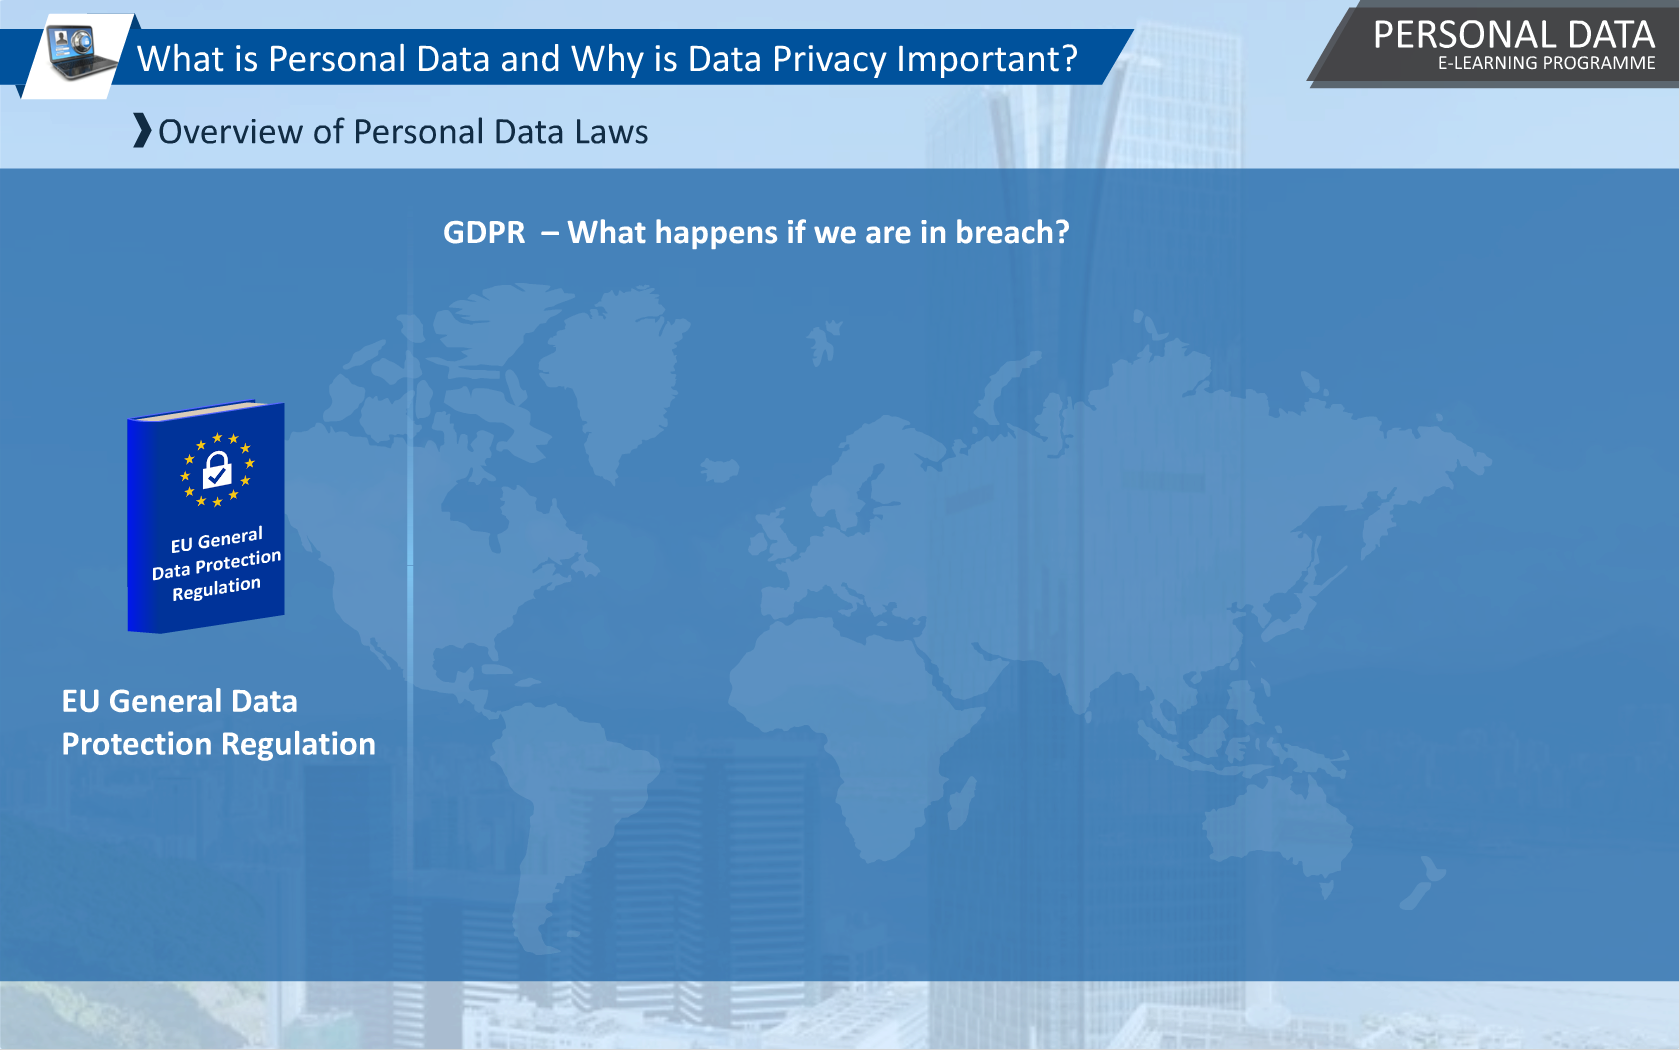 What is Personal Data and Why is Data Privacy Important?
PERSONAL DATA
E-LEARNING PROGRAMME
Overview of Personal Data Laws
GDPR – What happens if we are in breach?
EU General
Data Protection
Regulation
EU General Data
Protection Regulation